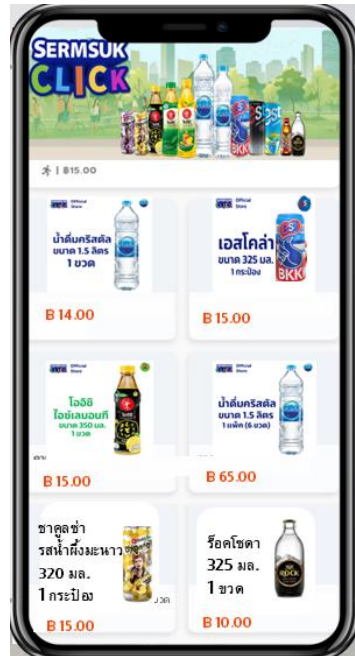 SERMSUK
CLICK
| ฿15.00
Official Store
น้ำดื่มคริสตัล
ขนาด 1.5 ลิตร
1 ขวด
฿ 14.00
Official Store
เอสโคล่า
ขนาด 325 มล.
1 กระป๋อง
BKK
฿ 15.00
โออิชิ
ไอซ์เลมอนที
ขนาด 350 มล.
1 ขวด
฿ 15.00
น้ำดื่มคริสตัล
ขนาด 1.5 ลิตร
1 แพ็ก (6 ขวด)
฿ 65.00
ชาคูลซ่า
รสน้ำผึ้งมะนาว
320 มล.
1 กระป๋อง
฿ 15.00
ร็อคโซดา
325 มล.
1 ขวด
ROCK
฿ 10.00